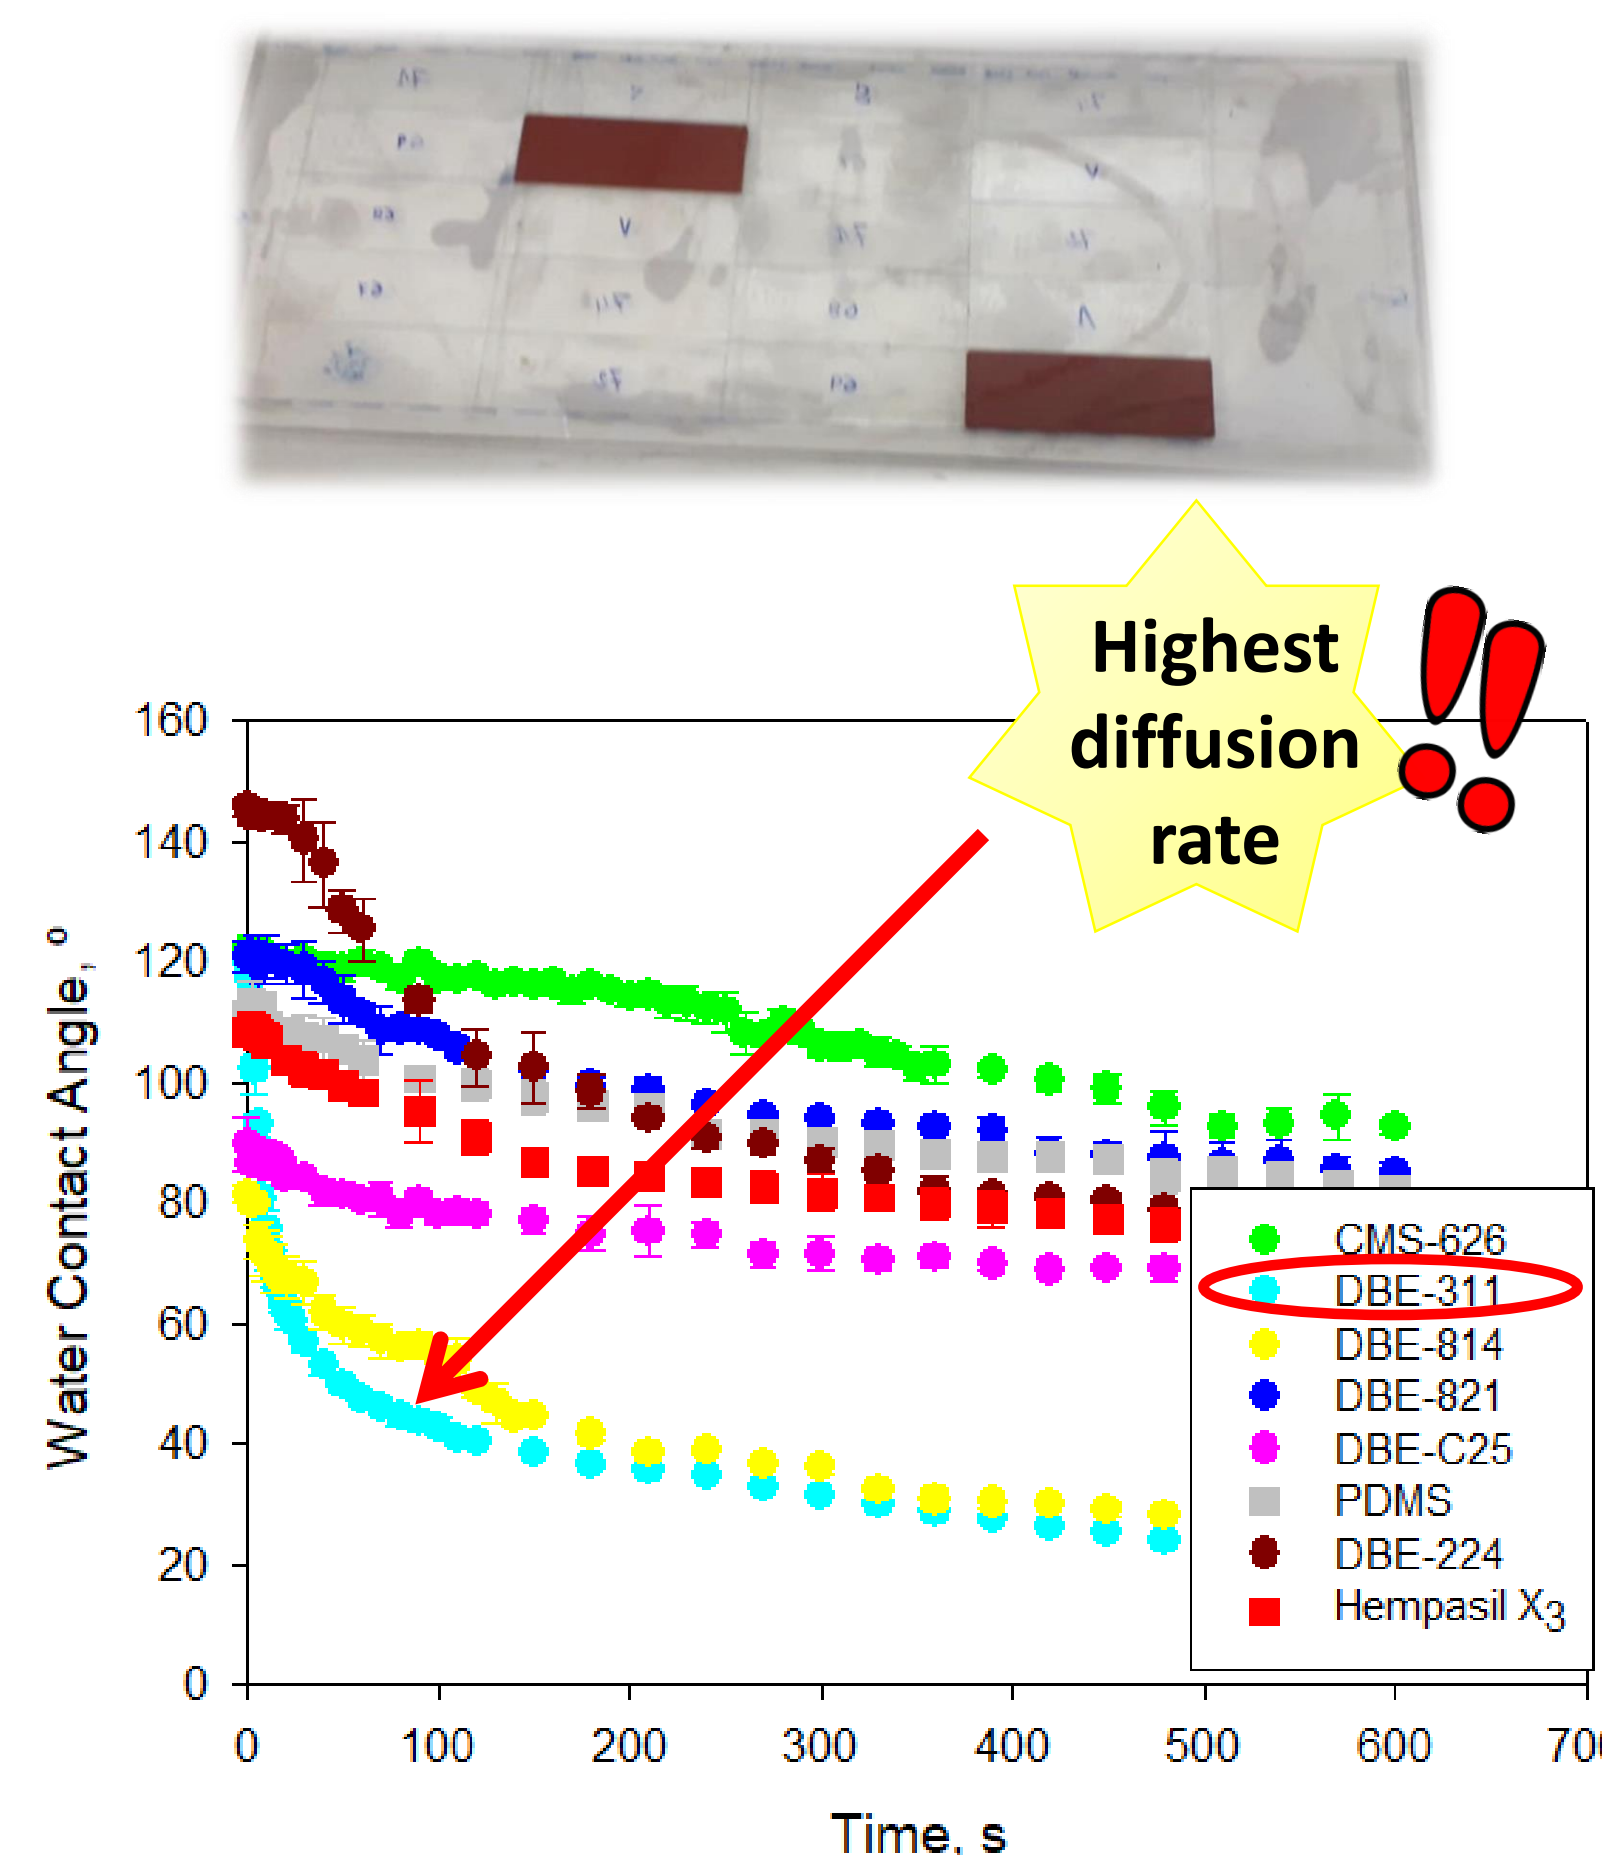 Highest
diffusion
rate
160
140
120
100
80
60
40
20
0
Water Contact Angle, º
0 100 200 300 400 500 600
Time, s
CMS-626
DBE-311
DBE-814
DBE-821
DBE-C25
PDMS
DBE-224
Hempasil X3